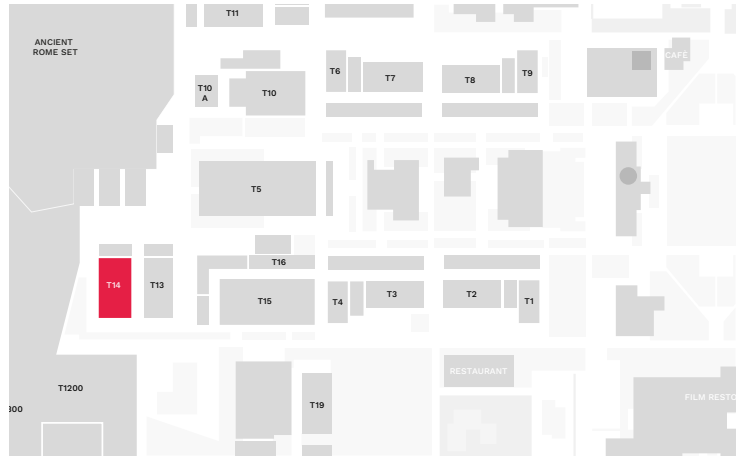 T11
ANCIENT
ROME SET
CAFÈ
T6
T7
T8
T9
T10
A
T10
T5
T16
T14
T13
T15
T4
T3
T2
T1
RESTAURANT
T1200
300
T19
FILM RESTO